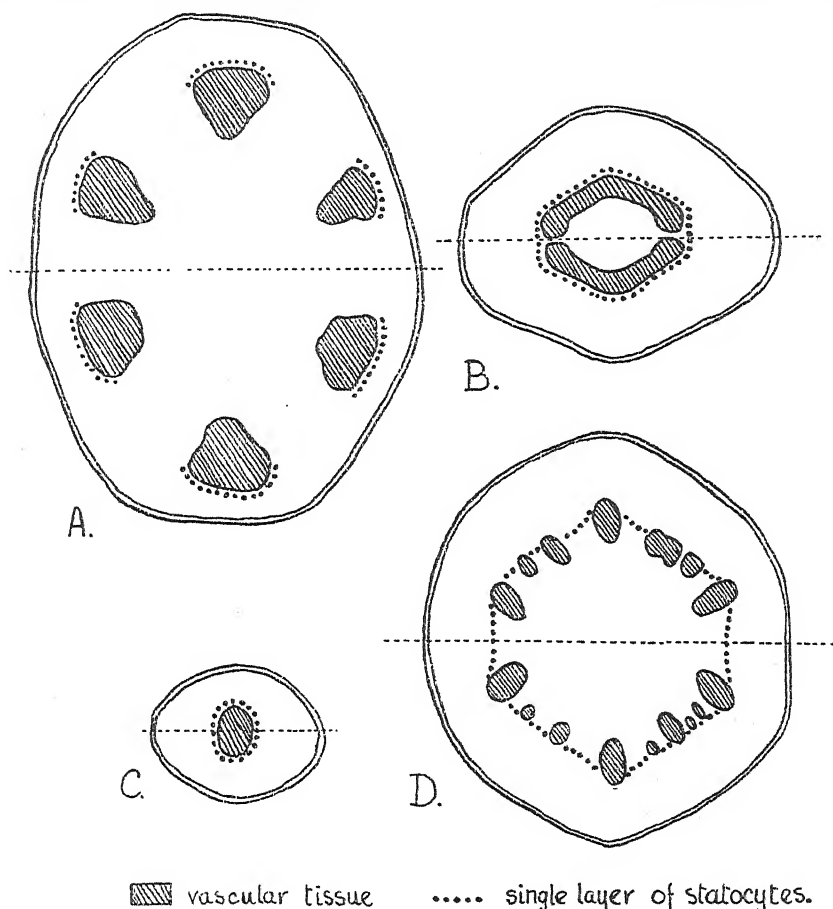 A.
B.
C.
D.
vascular tissue
single layer of statocytes.